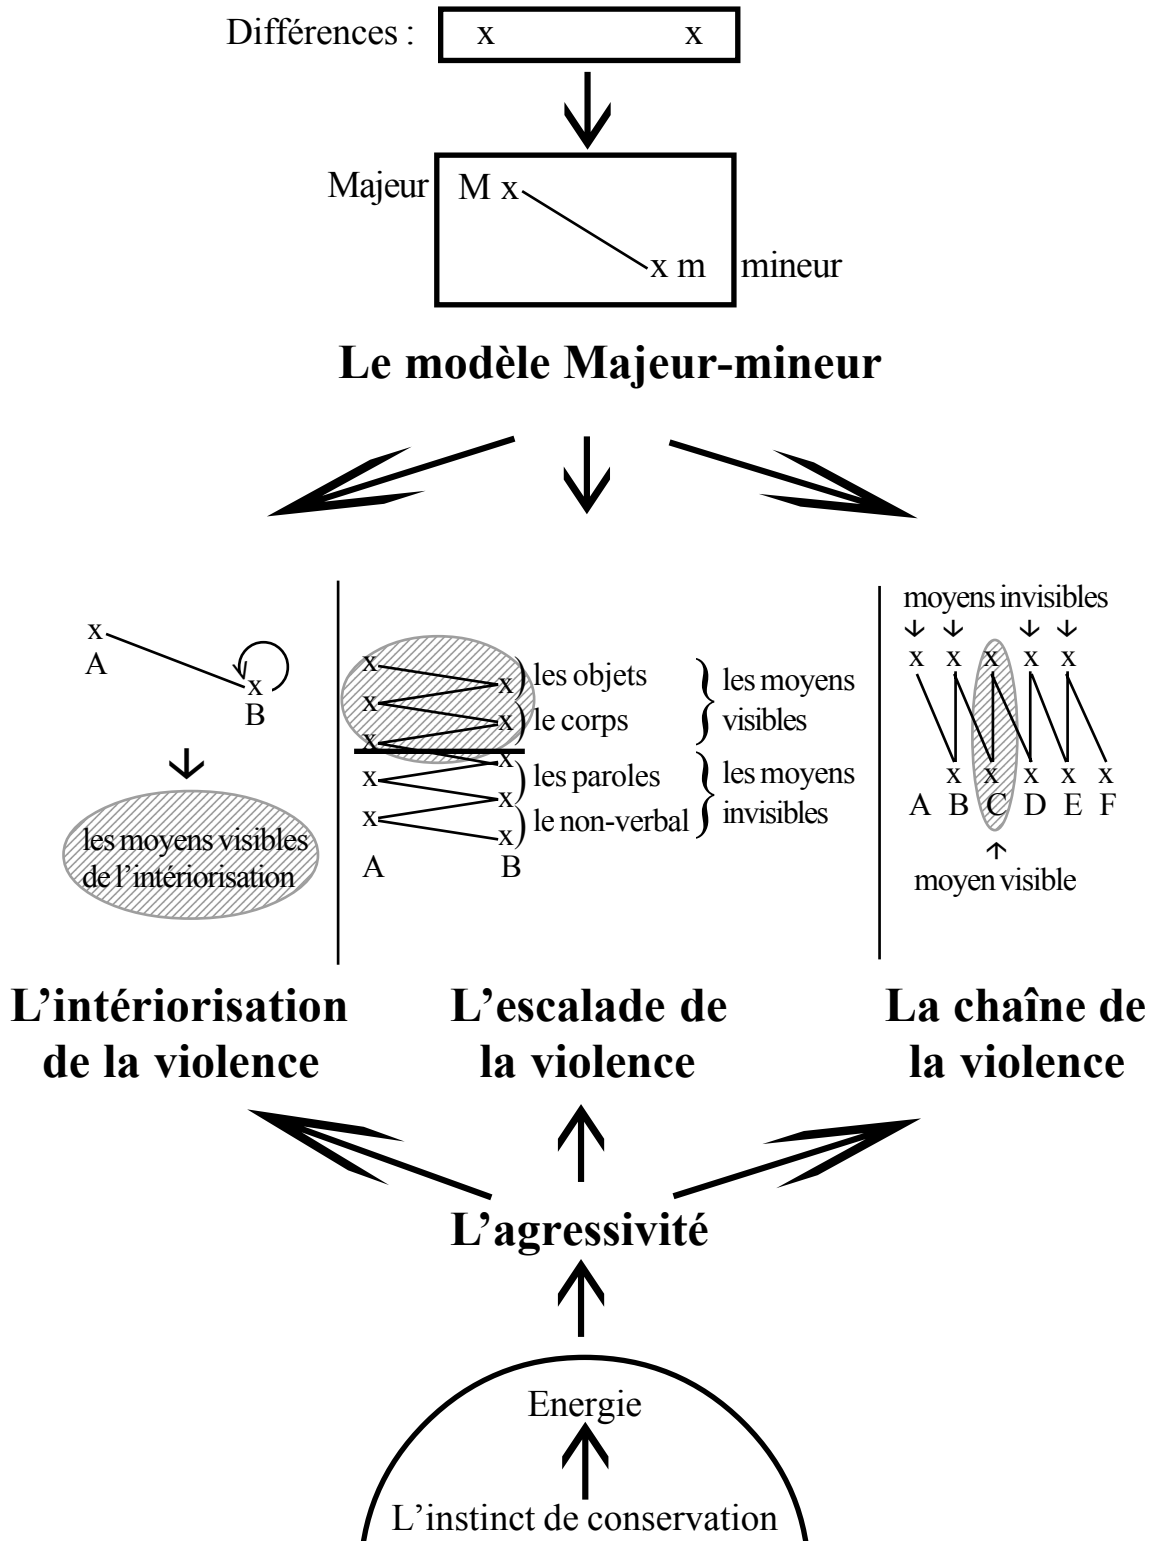 Différences : x x
Majeur M x
x m mineur
Le modèle Majeur-mineur
x
A
x
B
les moyens visibles
de l’intériorisation
x
x
x
x
x
x
x
x
x
x
A B
les objets
le corps
les paroles
le non-verbal
les moyens
visibles
les moyens
invisibles
moyens invisibles
x x x x x
x x x x x
A B C D E F
moyen visible
L’intériorisation
de la violence
L’escalade de
la violence
La chaîne de
la violence
L’agressivité
Energie
L’instinct de conservation